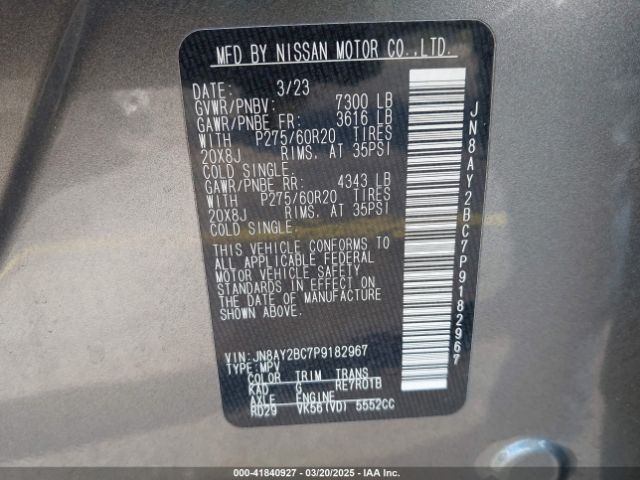 MFD BY NISSAN MOTOR CO.,LTD.
DATE: 3/23
GVWR/PNBV: 7300 LB
GAWR/PNBE FR: 3616 LB
WITH P275/60R20 TIRES
20X8J RIMS, AT 35PSI
COLD SINGLE.
GAWR/PNBE RR: 4343 LB
WITH P275/60R20 TIRES
20X8J RIMS, AT 35PSI
COLD SINGLE.
THIS VEHICLE CONFORMS TO
ALL APPLICABLE FEDERAL
MOTOR VEHICLE SAFETY
STANDARDS IN EFFECT ON
THE DATE OF MANUFACTURE
SHOWN ABOVE.
VIN: JN8AY2BC7P9182967
TYPE: MPV
COLOR TRIM TRANS
KAD G RE7R01B
AXLE ENGINE
RD29 VK56(VD) 5552CC
JN8AY2BC7P9182967
000-41840927 | 03/20/2025 | IAA Inc.